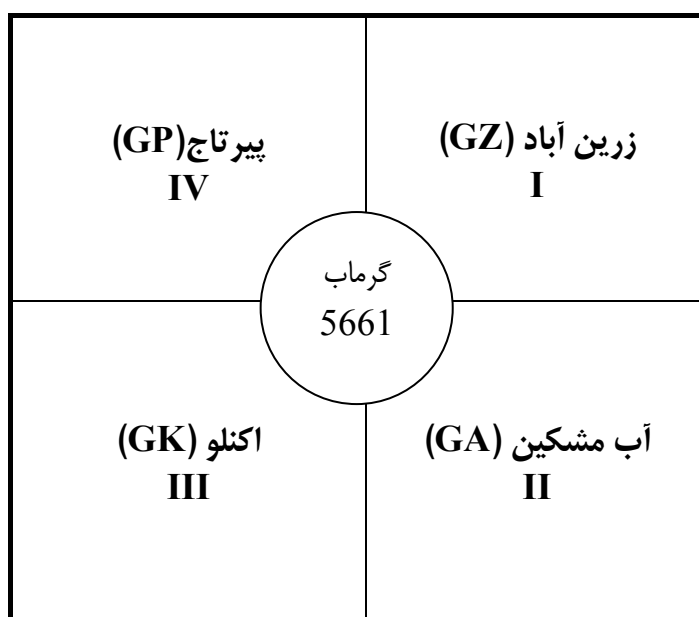 زرین آباد (GZ)
I
پیرتاج(GP)
IV
گرماب
5661
آب مشکین (GA)
II
اکنلو (GK)
III